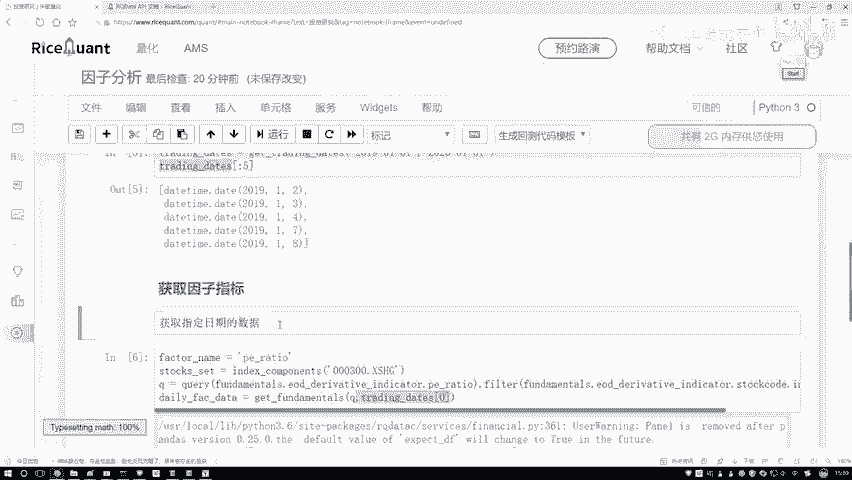 https://www.ricequant.com/quant/
RiceQuant 量化 AMS 预约路演 帮助文档 社区
因子分析 最后检查: 20 分钟前 (未保存改变)
文件 编辑 查看 插入 单元格 服务 Widgets 帮助 可信的 Python 3
运行 标记 生成回测代码模板 共享 2G 内存供您使用
trading_dates[:5]
Out[5]: [datetime.date(2019, 1, 2),
datetime.date(2019, 1, 3),
datetime.date(2019, 1, 4),
datetime.date(2019, 1, 7),
datetime.date(2019, 1, 8)]
获取因子指标
获取指定日期的数据
In [6]: factor_name = 'pe_ratio'
stocks_set = index_components('000300.XSHG')
q = query(fundamentals.eod_derivative_indicator.pe_ratio).filter(fundamentals.eod_derivative_indicator.stockcode.in
daily_fac_data = get_fundamentals(q,trading_dates[0])
/usr/local/lib/python3.6/site-packages/rqdatac/services/financial.py:361: UserWarning: Panel is removed after p
andas version 0.25.0.the default value of 'expect_df' will change to True in the future.
Typesetting math: 100%